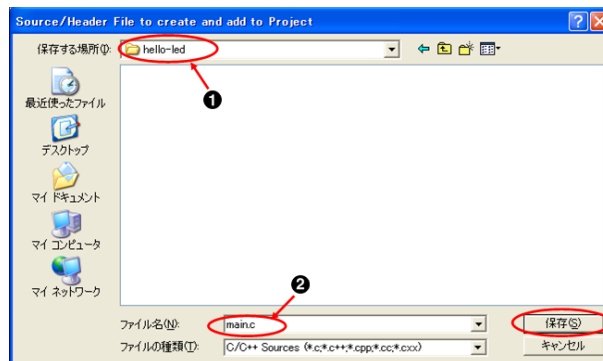 Source/Header File to create and add to Project
保存する場所(I):
hello-led
❶
最近使ったファイル
デスクトップ
マイ ドキュメント
マイ コンピュータ
マイ ネットワーク
❷
ファイル名(N):
main.c
保存(S)
ファイルの種類(T):
C/C++ Sources (*.c;*.c++;*.cpp;*.cc;*.cxx)
キャンセル